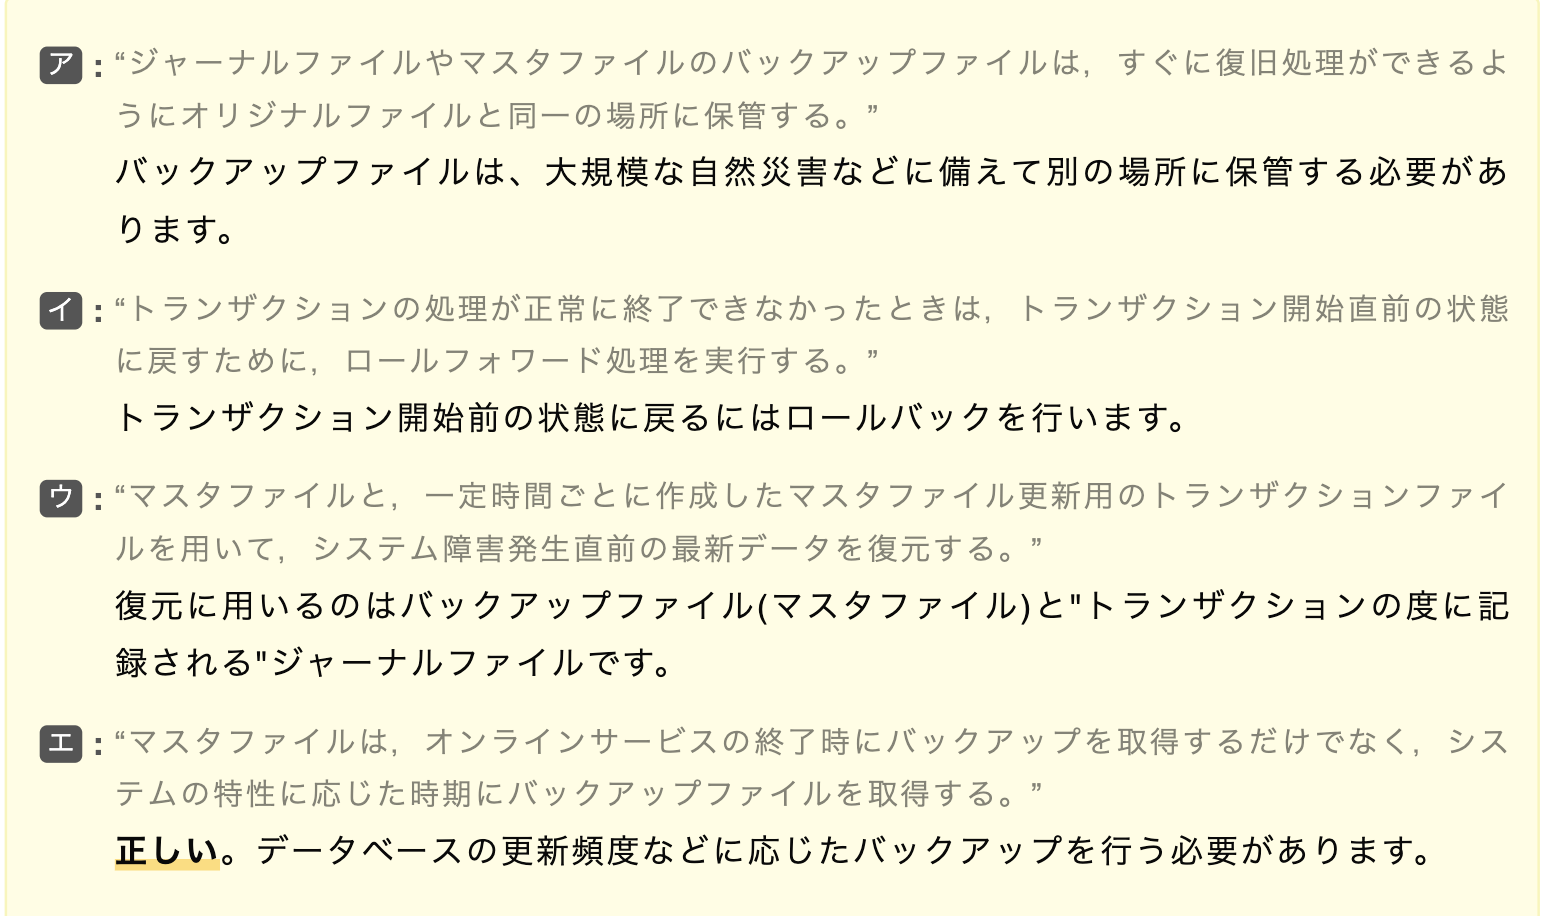 ア：“ジャーナルファイルやマスタファイルのバックアップファイルは，すぐに復旧処理ができるよ
うにオリジナルファイルと同一の場所に保管する。”
バックアップファイルは、大規模な自然災害などに備えて別の場所に保管する必要があ
ります。
イ：“トランザクションの処理が正常に終了できなかったときは，トランザクション開始直前の状態
に戻すために，ロールフォワード処理を実行する。”
トランザクション開始前の状態に戻るにはロールバックを行います。
ウ：“マスタファイルと，一定時間ごとに作成したマスタファイル更新用のトランザクションファイ
ルを用いて，システム障害発生直前の最新データを復元する。”
復元に用いるのはバックアップファイル(マスタファイル)と"トランザクションの度に記
録される"ジャーナルファイルです。
エ：“マスタファイルは，オンラインサービスの終了時にバックアップを取得するだけでなく，シス
テムの特性に応じた時期にバックアップファイルを取得する。”
正しい。データベースの更新頻度などに応じたバックアップを行う必要があります。